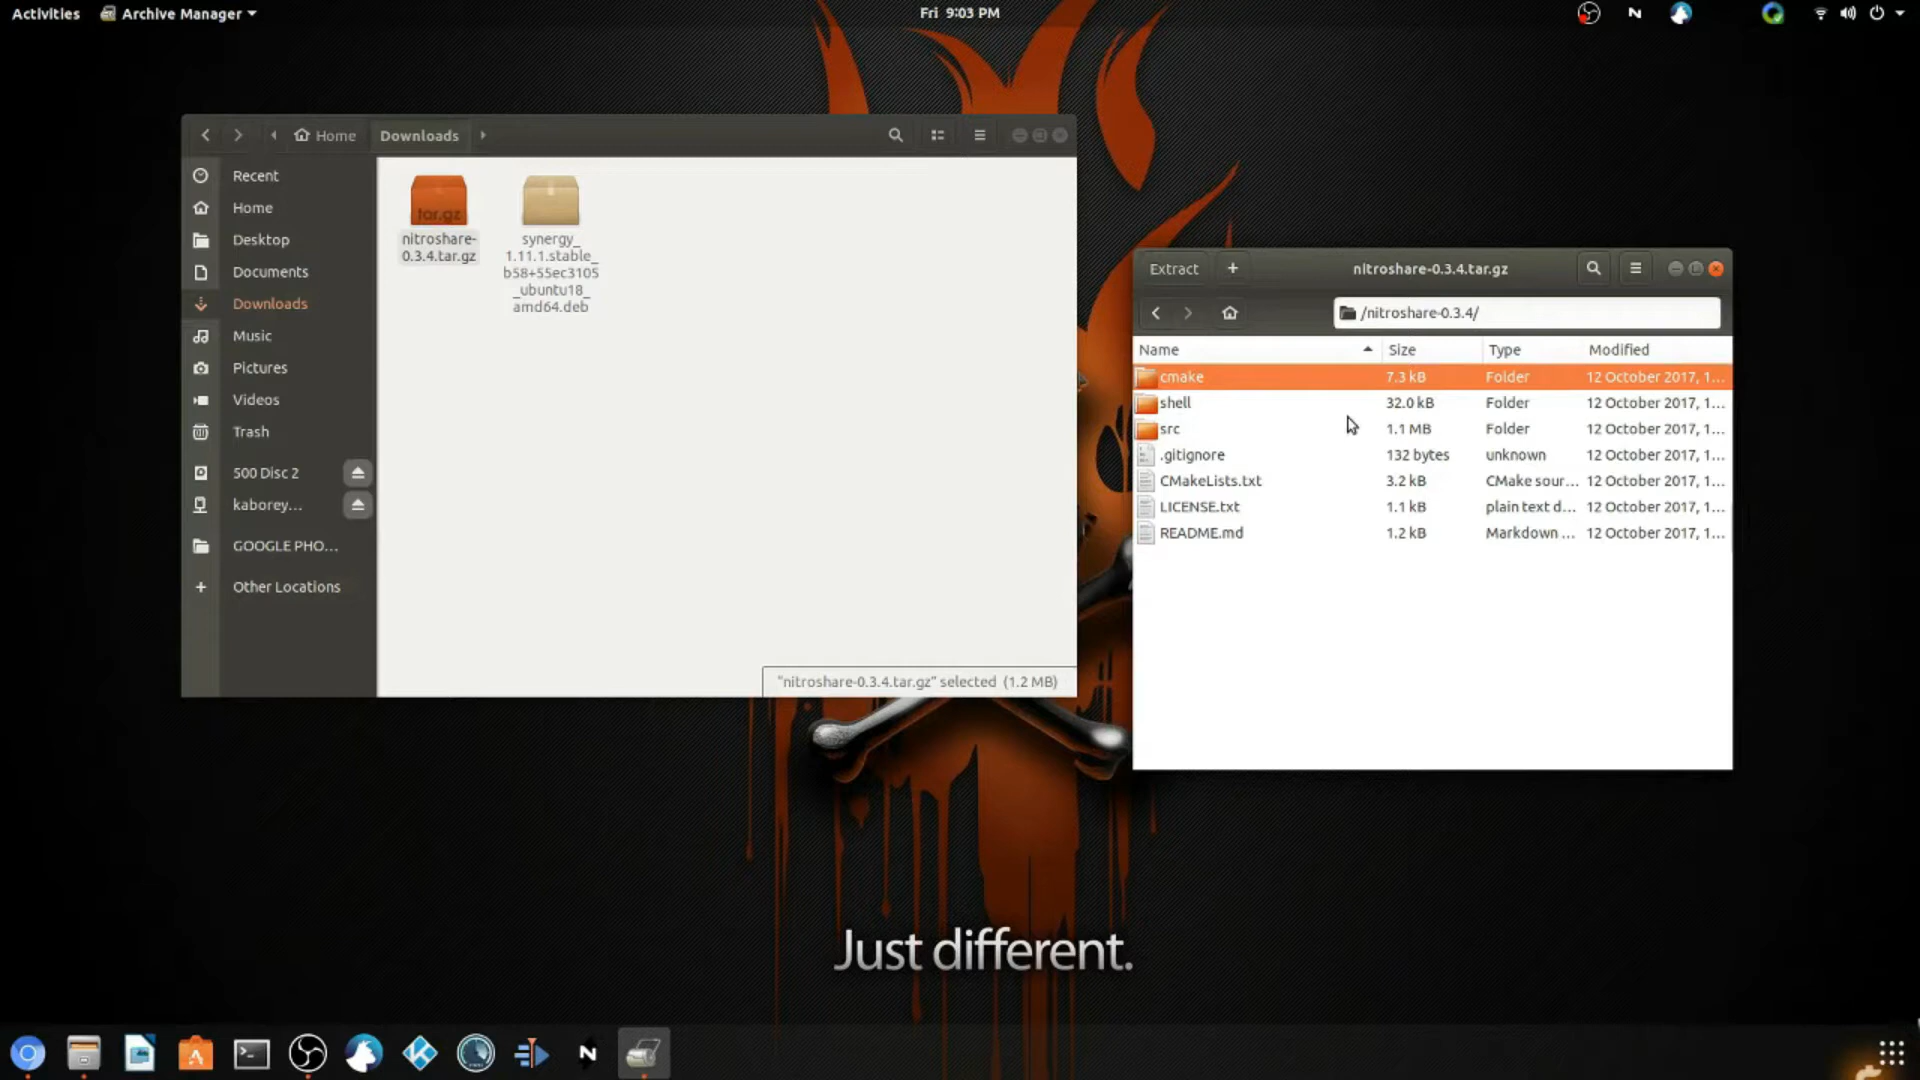 Activities
Archive Manager
Fri 9:03 PM
Home
Downloads
Recent
Home
Desktop
Documents
Downloads
Music
Pictures
Videos
Trash
500 Disc 2
kaborey…
GOOGLE PHO…
Other Locations
tar.gz
nitroshare-
0.3.4.tar.gz
synergy_
1.11.1.stable_
b58+55ec3105
_ubuntu18_
amd64.deb
"nitroshare-0.3.4.tar.gz" selected (1.2 MB)
Extract
nitroshare-0.3.4.tar.gz
/nitroshare-0.3.4/
Name Size Type Modified
cmake 7.3 kB Folder 12 October 2017, 1…
shell 32.0 kB Folder 12 October 2017, 1…
src 1.1 MB Folder 12 October 2017, 1…
.gitignore 132 bytes unknown 12 October 2017, 1…
CMakeLists.txt 3.2 kB CMake sour… 12 October 2017, 1…
LICENSE.txt 1.1 kB plain text d… 12 October 2017, 1…
README.md 1.2 kB Markdown … 12 October 2017, 1…
Just different.